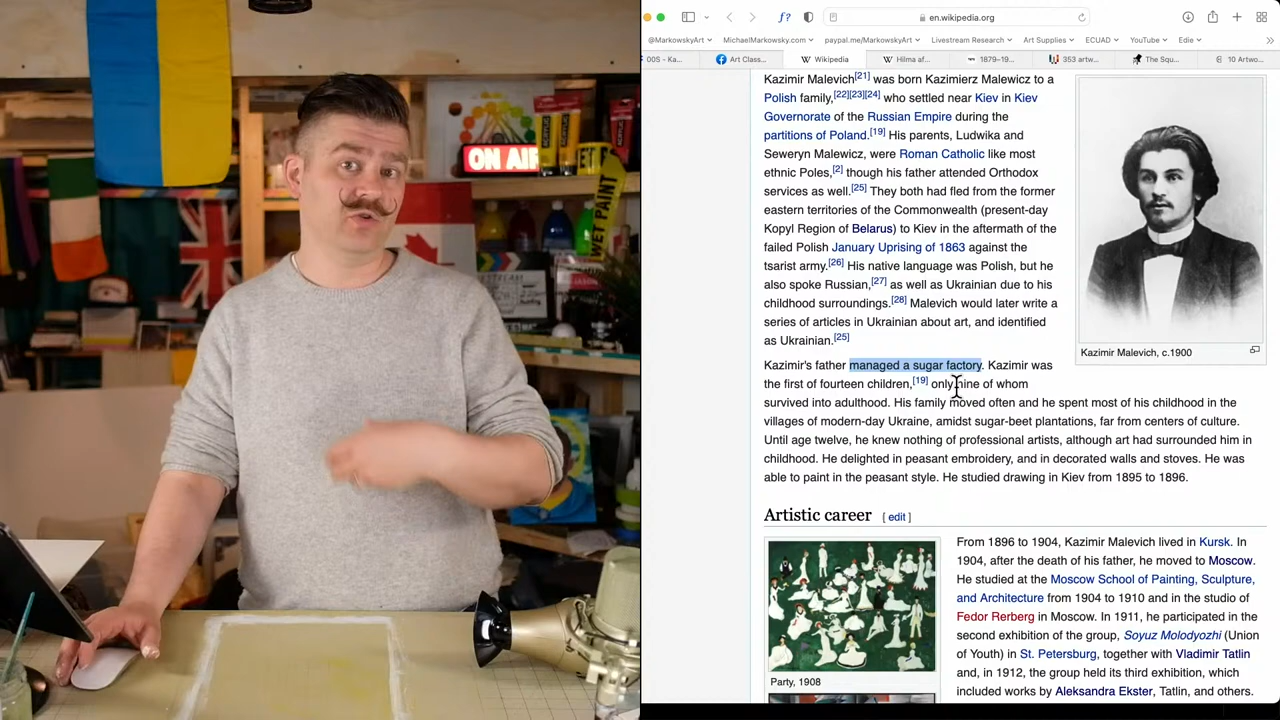 ON AIR
WET PAINT
en.wikipedia.org
@MarkowskyArt
MichaelMarkowsky.com
paypal.me/MarkowskyArt
Livestream Research
Art Supplies
ECUAD
YouTube
Edie
00S - Ka...
Art Class...
Wikipedia
Hilma af...
1879–19...
353 artw...
The Squ...
10 Artwo...
Kazimir Malevich[21] was born Kazimierz Malewicz to a
Polish family,[22][23][24] who settled near Kiev in Kiev
Governorate of the Russian Empire during the
partitions of Poland.[19] His parents, Ludwika and
Seweryn Malewicz, were Roman Catholic like most
ethnic Poles,[2] though his father attended Orthodox
services as well.[25] They both had fled from the former
eastern territories of the Commonwealth (present-day
Kopyl Region of Belarus) to Kiev in the aftermath of the
failed Polish January Uprising of 1863 against the
tsarist army.[26] His native language was Polish, but he
also spoke Russian,[27] as well as Ukrainian due to his
childhood surroundings.[28] Malevich would later write a
series of articles in Ukrainian about art, and identified
as Ukrainian.[25]
Kazimir Malevich, c.1900
Kazimir's father managed a sugar factory. Kazimir was
the first of fourteen children,[19] only nine of whom
survived into adulthood. His family moved often and he spent most of his childhood in the
villages of modern-day Ukraine, amidst sugar-beet plantations, far from centers of culture.
Until age twelve, he knew nothing of professional artists, although art had surrounded him in
childhood. He delighted in peasant embroidery, and in decorated walls and stoves. He was
able to paint in the peasant style. He studied drawing in Kiev from 1895 to 1896.
Artistic career [ edit ]
Party, 1908
From 1896 to 1904, Kazimir Malevich lived in Kursk. In
1904, after the death of his father, he moved to Moscow.
He studied at the Moscow School of Painting, Sculpture,
and Architecture from 1904 to 1910 and in the studio of
Fedor Rerberg in Moscow. In 1911, he participated in the
second exhibition of the group, Soyuz Molodyozhi (Union
of Youth) in St. Petersburg, together with Vladimir Tatlin
and, in 1912, the group held its third exhibition, which
included works by Aleksandra Ekster, Tatlin, and others.